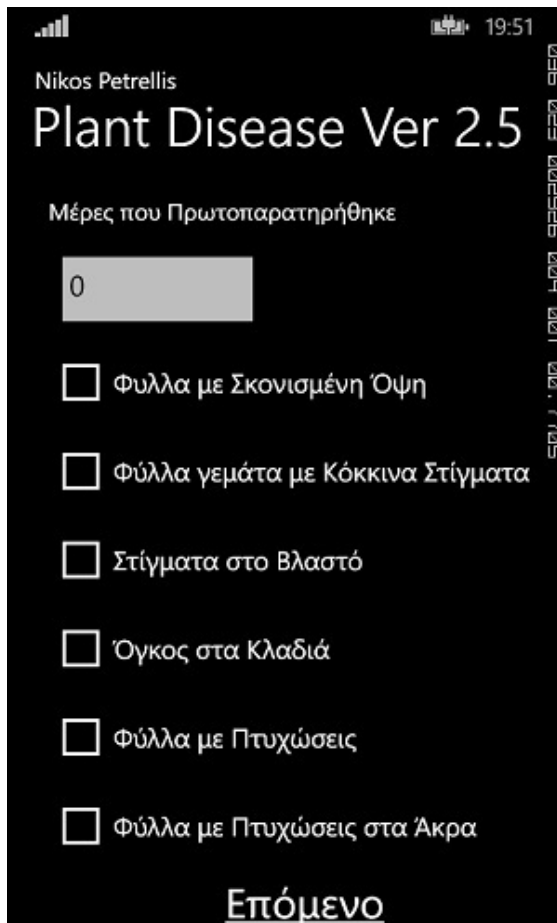 19:51
Nikos Petrellis
Plant Disease Ver 2.5
Μέρες που Πρωτοπαρατηρήθηκε
0
Φυλλα με Σκονισμένη Όψη
Φύλλα γεμάτα με Κόκκινα Στίγματα
Στίγματα στο Βλαστό
Όγκος στα Κλαδιά
Φύλλα με Πτυχώσεις
Φύλλα με Πτυχώσεις στα Άκρα
Επόμενο